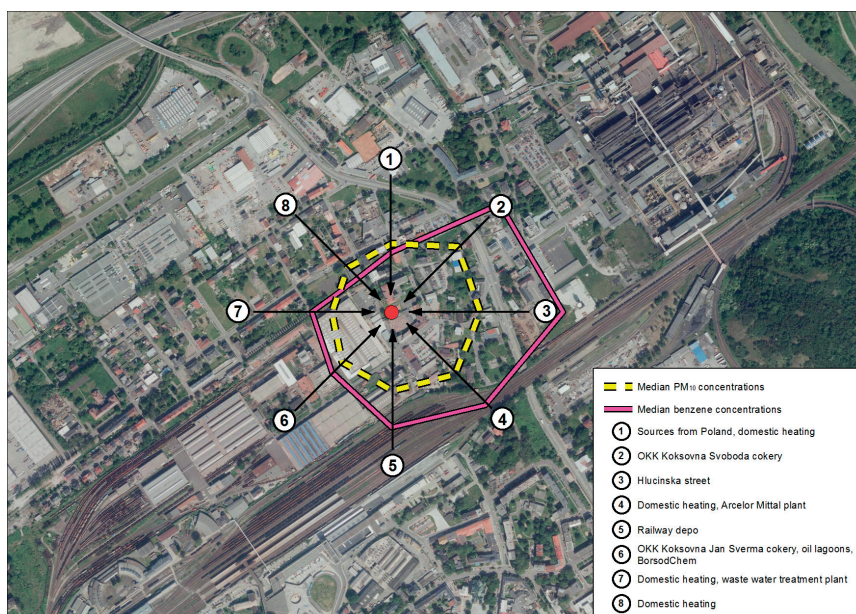 1
2
8
7
3
6
4
5
Median PM₁₀ concentrations
Median benzene concentrations
1 Sources from Poland, domestic heating
2 OKK Koksovna Svoboda cokery
3 Hlucinska street
4 Domestic heating, Arcelor Mittal plant
5 Railway depo
6 OKK Koksovna Jan Sverma cokery, oil lagoons,
BorsodChem
7 Domestic heating, waste water treatment plant
8 Domestic heating